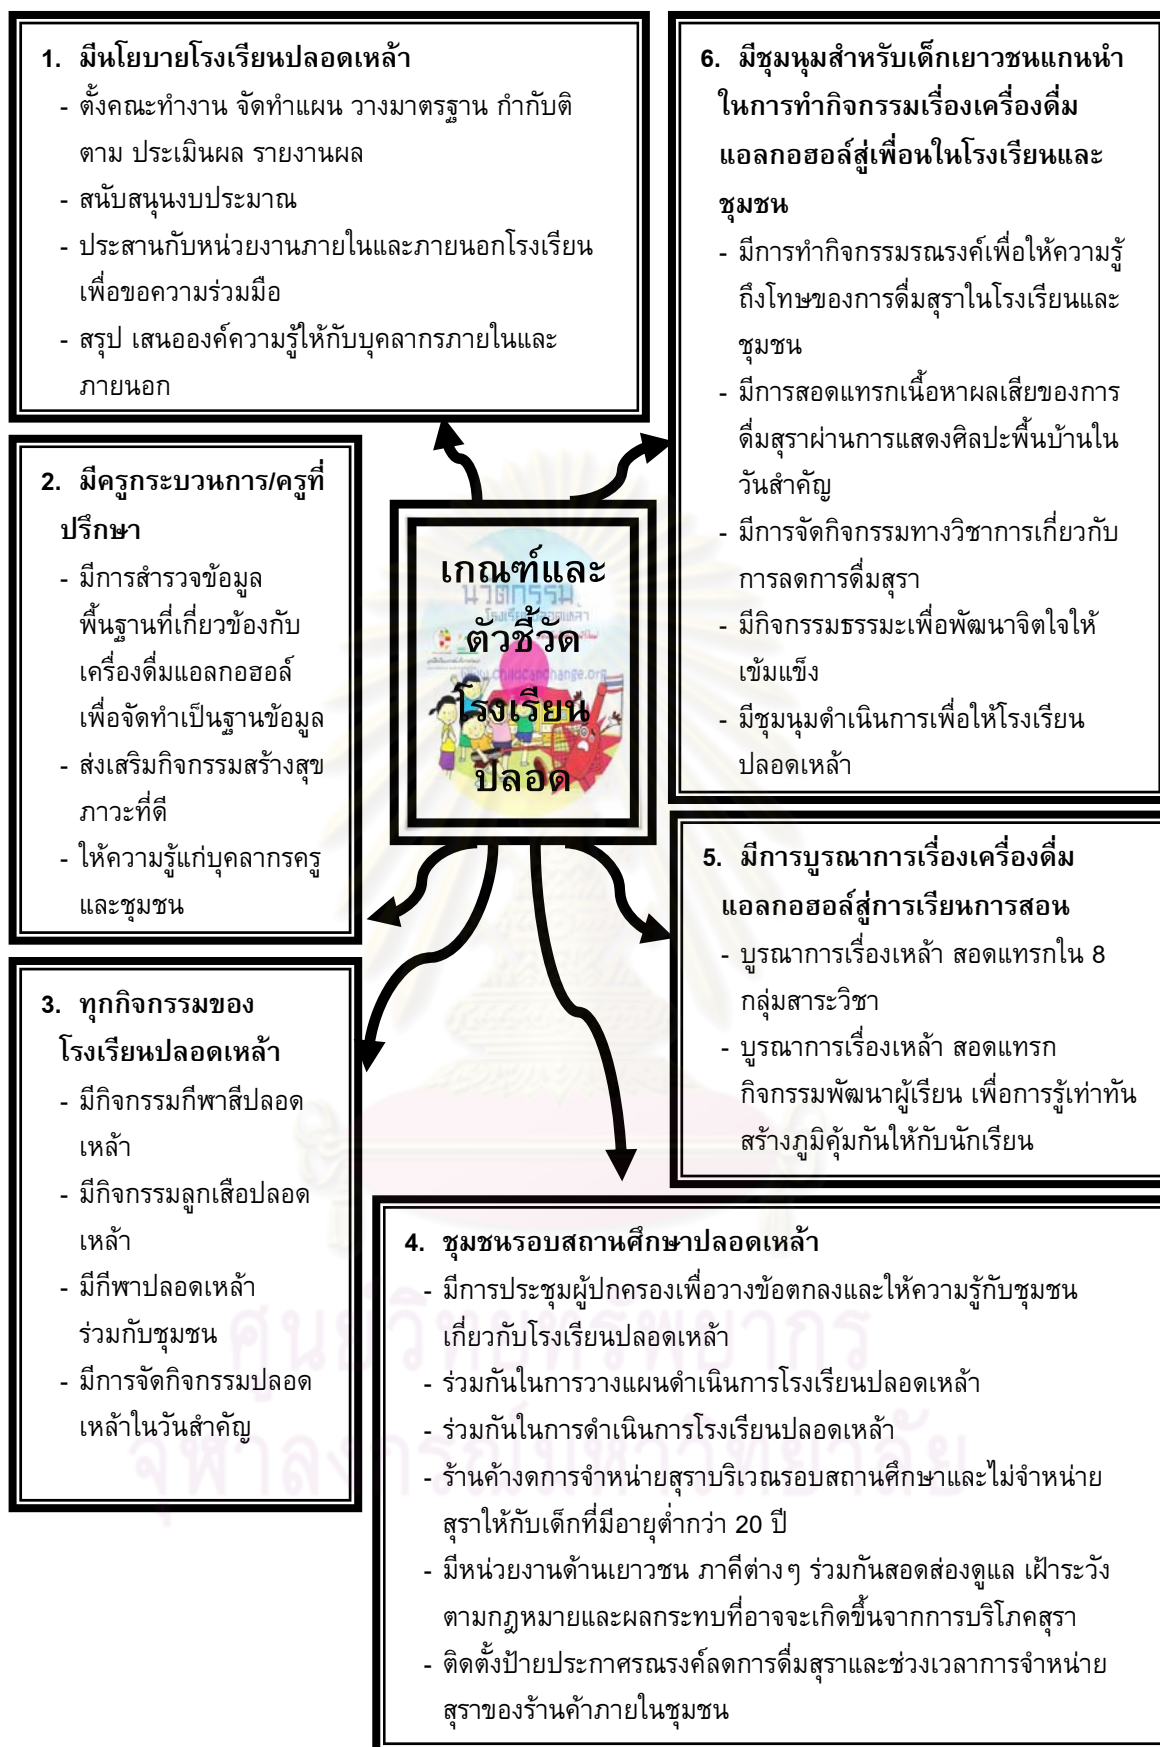 1. มีนโยบายโรงเรียนปลอดเหล้า
- ตั้งคณะทำงาน จัดทำแผน วางมาตรฐาน กำกับติ
ตาม ประเมินผล รายงานผล
- สนับสนุนงบประมาณ
- ประสานกับหน่วยงานภายในและภายนอกโรงเรียน
เพื่อขอความร่วมมือ
- สรุป เสนอองค์ความรู้ให้กับบุคลากรภายในและ
ภายนอก
2. มีครูกระบวนการ/ครูที่
ปรึกษา
- มีการสำรวจข้อมูล
พื้นฐานที่เกี่ยวข้องกับ
เครื่องดื่มแอลกอฮอล์
เพื่อจัดทำเป็นฐานข้อมูล
- ส่งเสริมกิจกรรมสร้างสุข
ภาวะที่ดี
- ให้ความรู้แก่บุคลากรครู
และชุมชน
3. ทุกกิจกรรมของ
โรงเรียนปลอดเหล้า
- มีกิจกรรมกีฬาสีปลอด
เหล้า
- มีกิจกรรมลูกเสือปลอด
เหล้า
- มีกีฬาปลอดเหล้า
ร่วมกับชุมชน
- มีการจัดกิจกรรมปลอด
เหล้าในวันสำคัญ
เกณฑ์และ
นวัตกรรม
โรงเรียนปลอดเหล้า
ตัวชี้วัด
www.childcanchange.org
โรงเรียน
ปลอด
6. มีชุมนุมสำหรับเด็กเยาวชนแกนนำ
ในการทำกิจกรรมเรื่องเครื่องดื่ม
แอลกอฮอล์สู่เพื่อนในโรงเรียนและ
ชุมชน
- มีการทำกิจกรรมรณรงค์เพื่อให้ความรู้
ถึงโทษของการดื่มสุราในโรงเรียนและ
ชุมชน
- มีการสอดแทรกเนื้อหาผลเสียของการ
ดื่มสุราผ่านการแสดงศิลปะพื้นบ้านใน
วันสำคัญ
- มีการจัดกิจกรรมทางวิชาการเกี่ยวกับ
การลดการดื่มสุรา
- มีกิจกรรมธรรมะเพื่อพัฒนาจิตใจให้
เข้มแข็ง
- มีชุมนุมดำเนินการเพื่อให้โรงเรียน
ปลอดเหล้า
5. มีการบูรณาการเรื่องเครื่องดื่ม
แอลกอฮอล์สู่การเรียนการสอน
- บูรณาการเรื่องเหล้า สอดแทรกใน 8
กลุ่มสาระวิชา
- บูรณาการเรื่องเหล้า สอดแทรก
กิจกรรมพัฒนาผู้เรียน เพื่อการรู้เท่าทัน
สร้างภูมิคุ้มกันให้กับนักเรียน
4. ชุมชนรอบสถานศึกษาปลอดเหล้า
- มีการประชุมผู้ปกครองเพื่อวางข้อตกลงและให้ความรู้กับชุมชน
เกี่ยวกับโรงเรียนปลอดเหล้า
- ร่วมกันในการวางแผนดำเนินการโรงเรียนปลอดเหล้า
- ร่วมกันในการดำเนินการโรงเรียนปลอดเหล้า
- ร้านค้างดการจำหน่ายสุราบริเวณรอบสถานศึกษาและไม่จำหน่าย
สุราให้กับเด็กที่มีอายุต่ำกว่า 20 ปี
- มีหน่วยงานด้านเยาวชน ภาคีต่างๆ ร่วมกันสอดส่องดูแล เฝ้าระวัง
ตามกฎหมายและผลกระทบที่อาจจะเกิดขึ้นจากการบริโภคสุรา
- ติดตั้งป้ายประกาศรณรงค์ลดการดื่มสุราและช่วงเวลาการจำหน่าย
สุราของร้านค้าภายในชุมชน
ศูนย์วิทยทรัพยากร
จุฬาลงกรณ์มหาวิทยาลัย